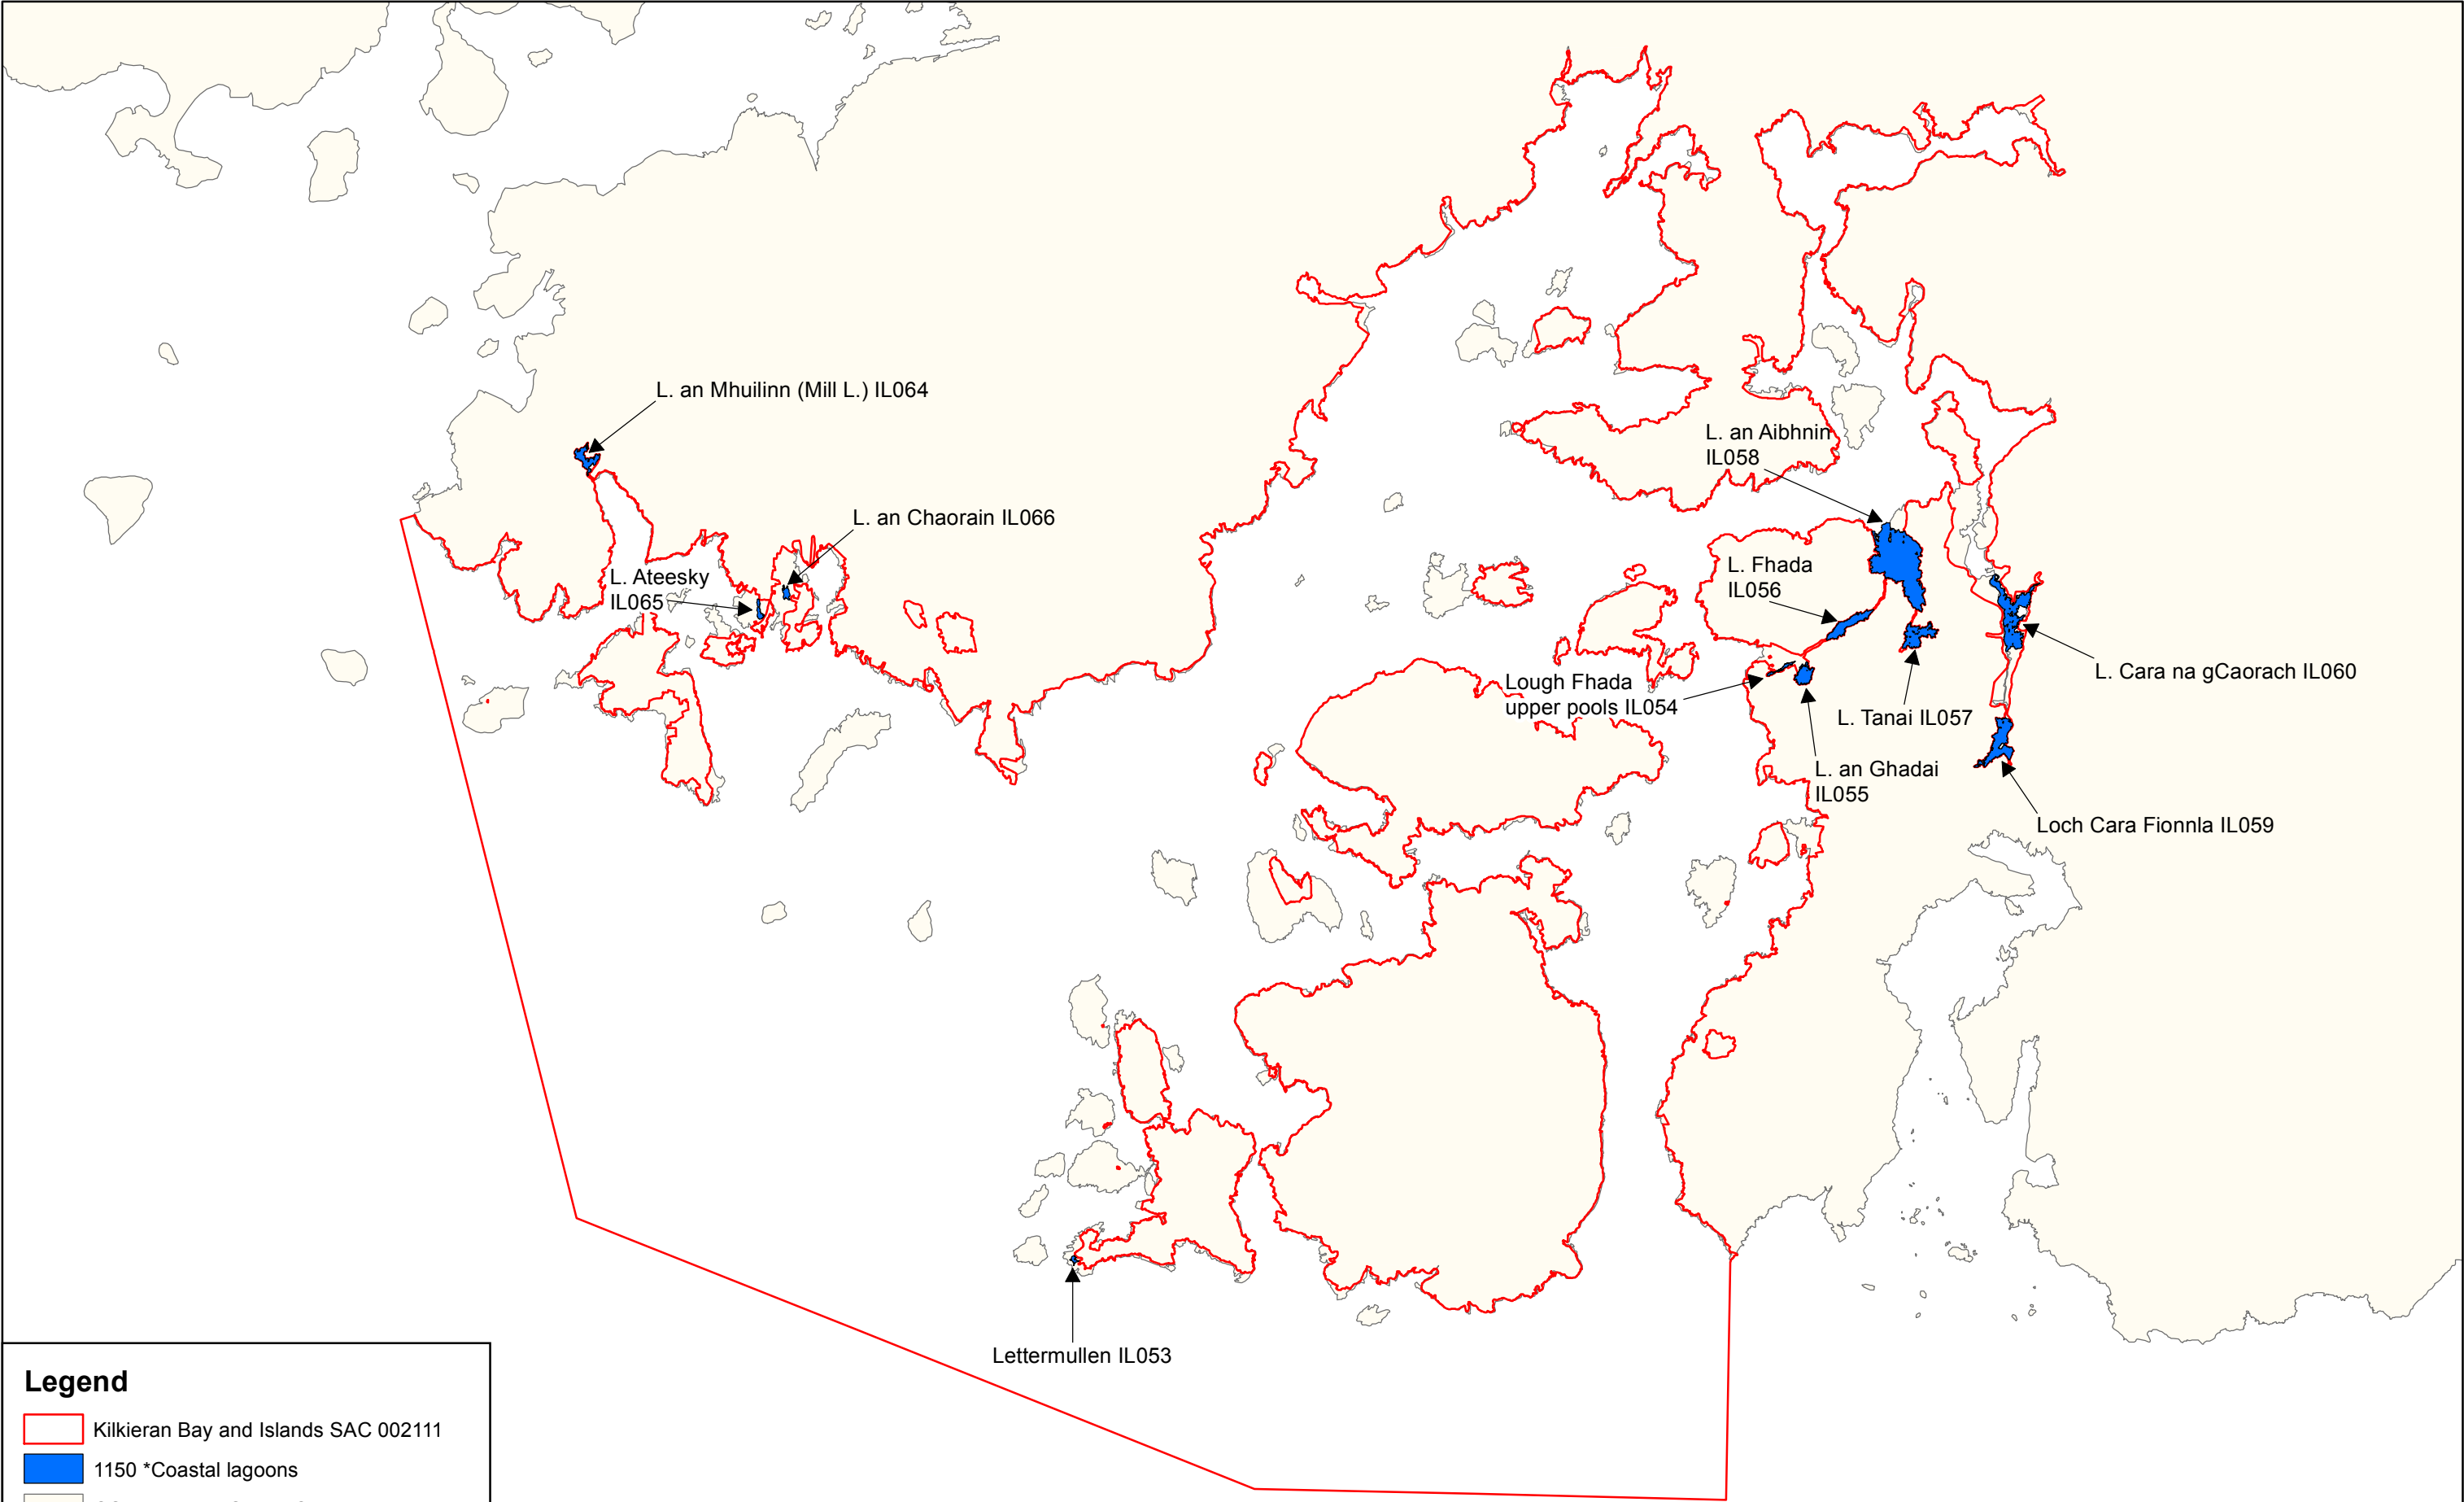 L. an Mhuilinn (Mill L.) IL064
L. an Aibhnin
IL058
L. an Chaorain IL066
L. Ateesky
IL065
L. Fhada
IL056
L. Cara na gCaorach IL060
Lough Fhada
upper pools IL054
L. Tanai IL057
L. an Ghadai
IL055
Loch Cara Fionnla IL059
Lettermullen IL053
Legend
Kilkieran Bay and Islands SAC 002111
1150 *Coastal lagoons